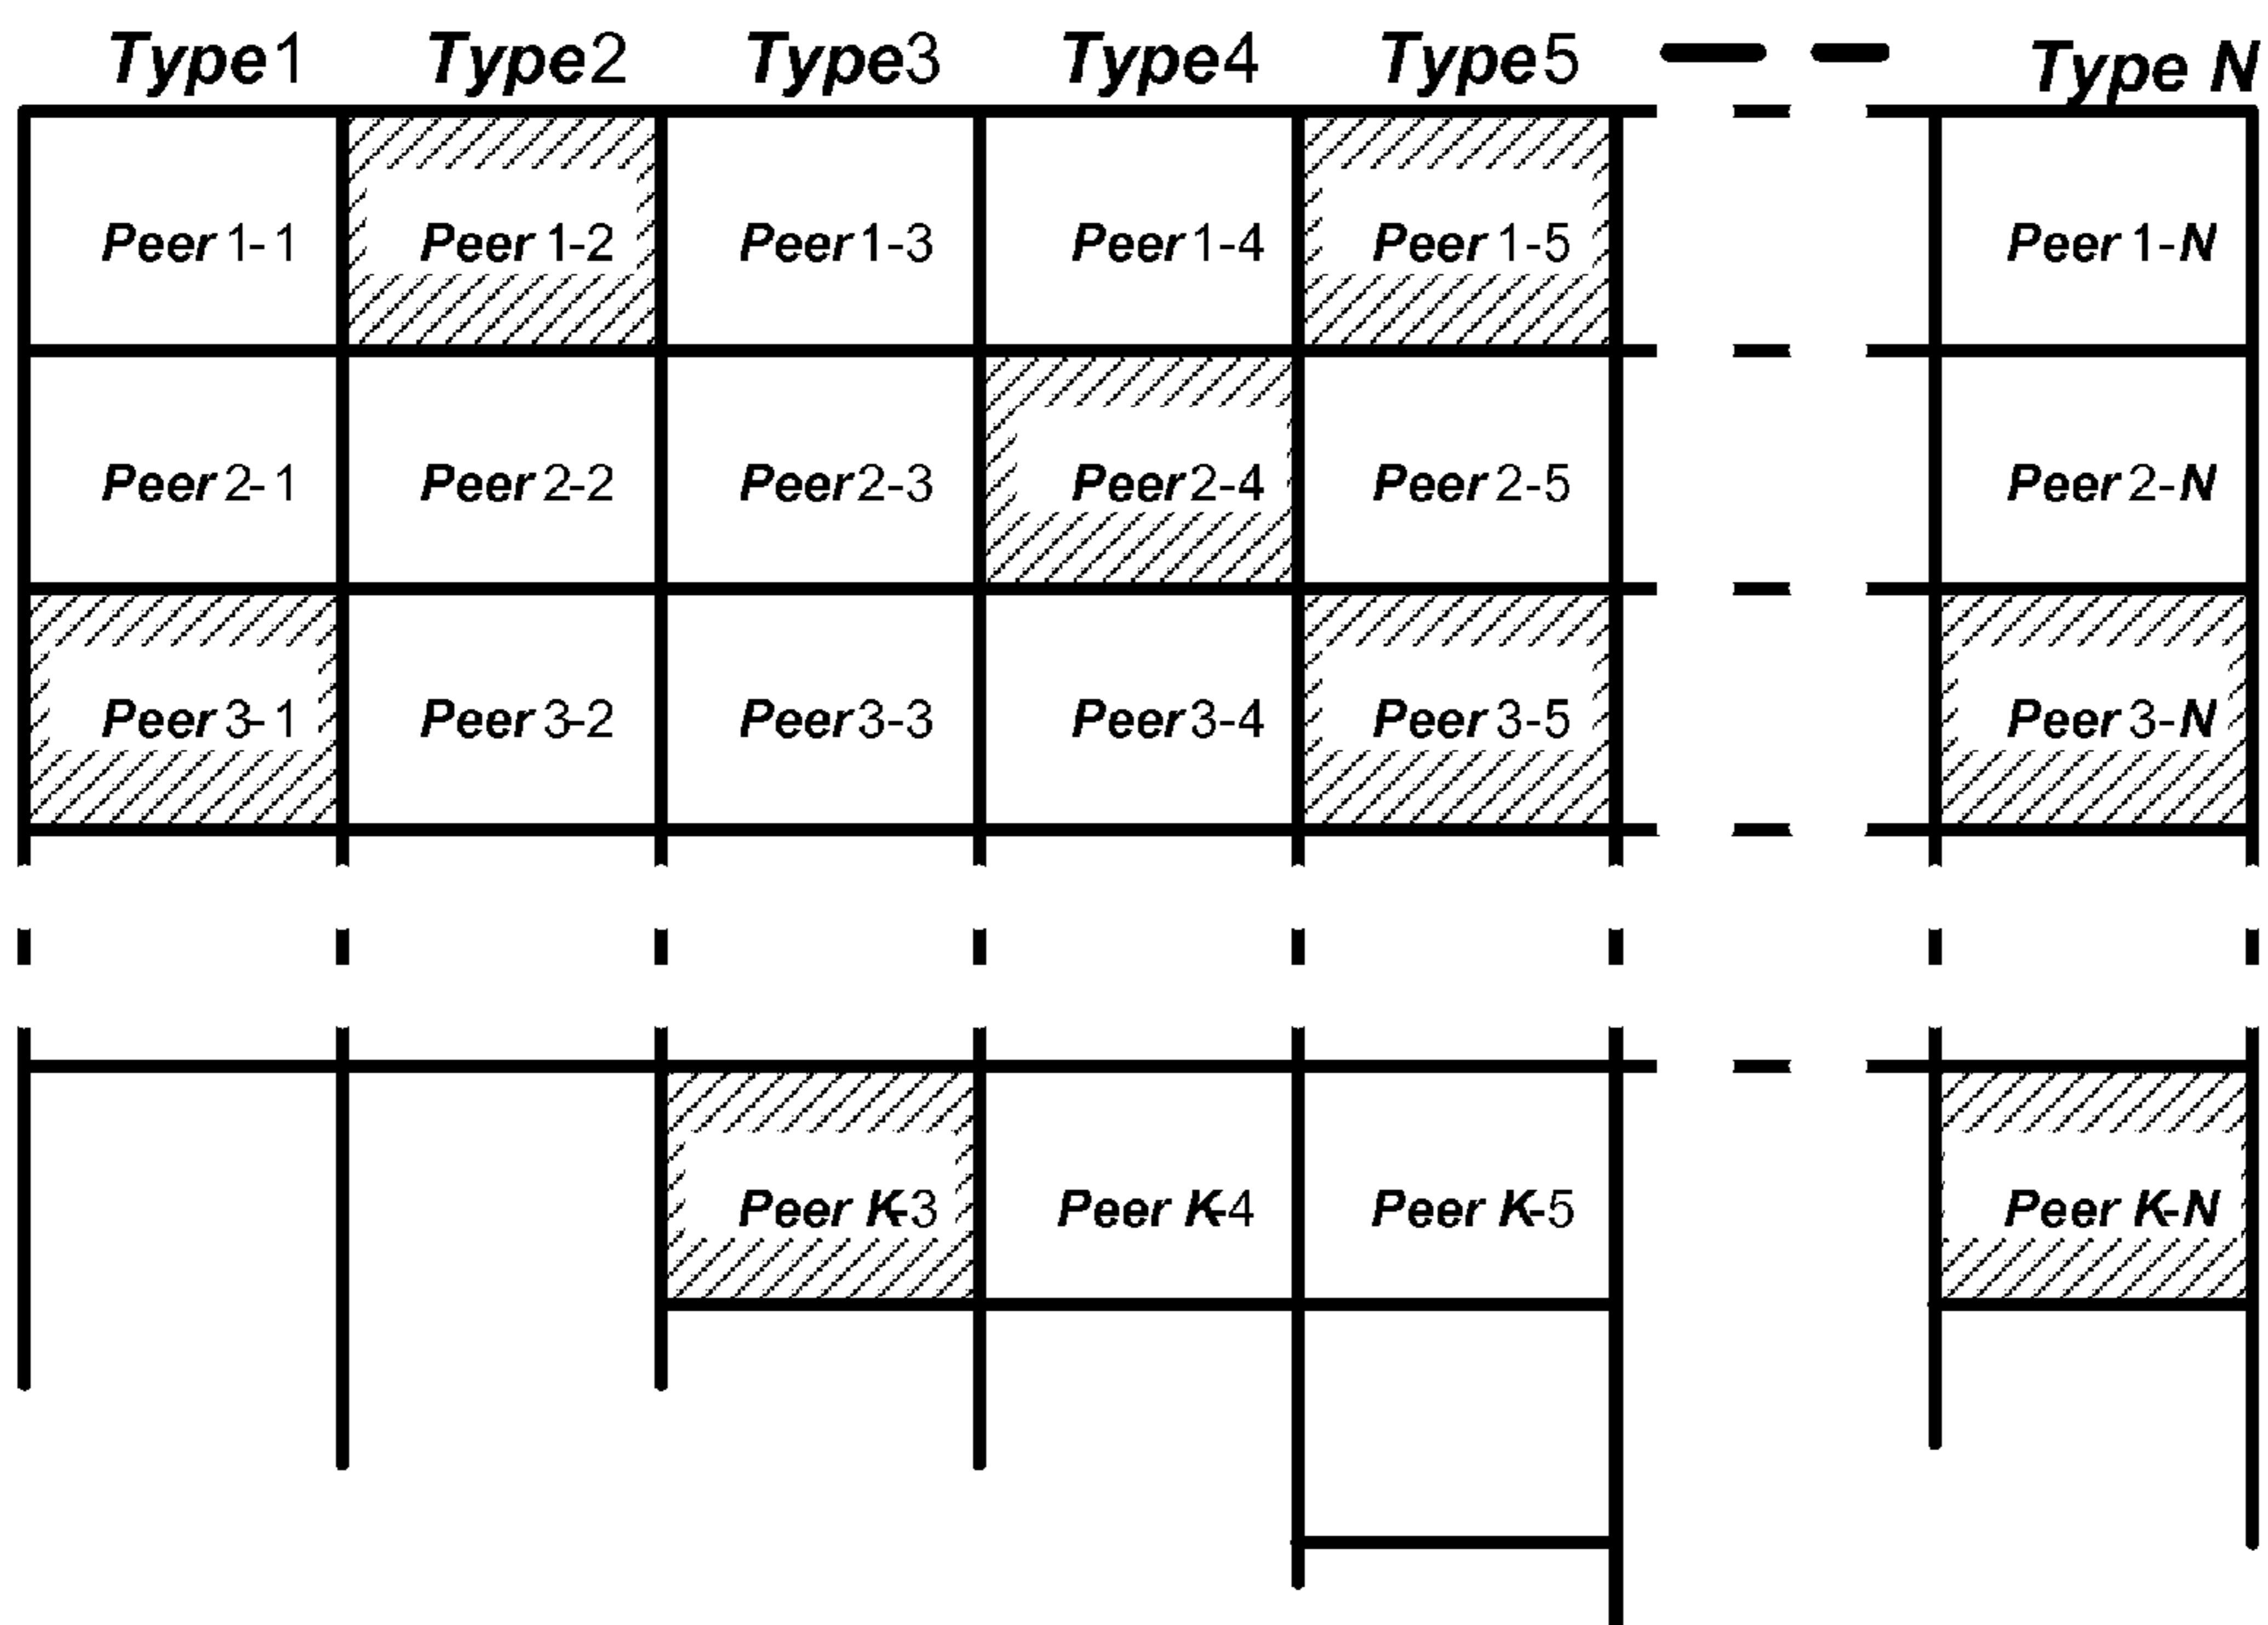 Type1 Type2 Type3 Type4 Type5 Type N
Peer 1-1 Peer 1-2 Peer 1-3 Peer 1-4 Peer 1-5 Peer 1-N
Peer 2-1 Peer 2-2 Peer 2-3 Peer 2-4 Peer 2-5 Peer 2-N
Peer 3-1 Peer 3-2 Peer 3-3 Peer 3-4 Peer 3-5 Peer 3-N
Peer K-3 Peer K-4 Peer K-5 Peer K-N